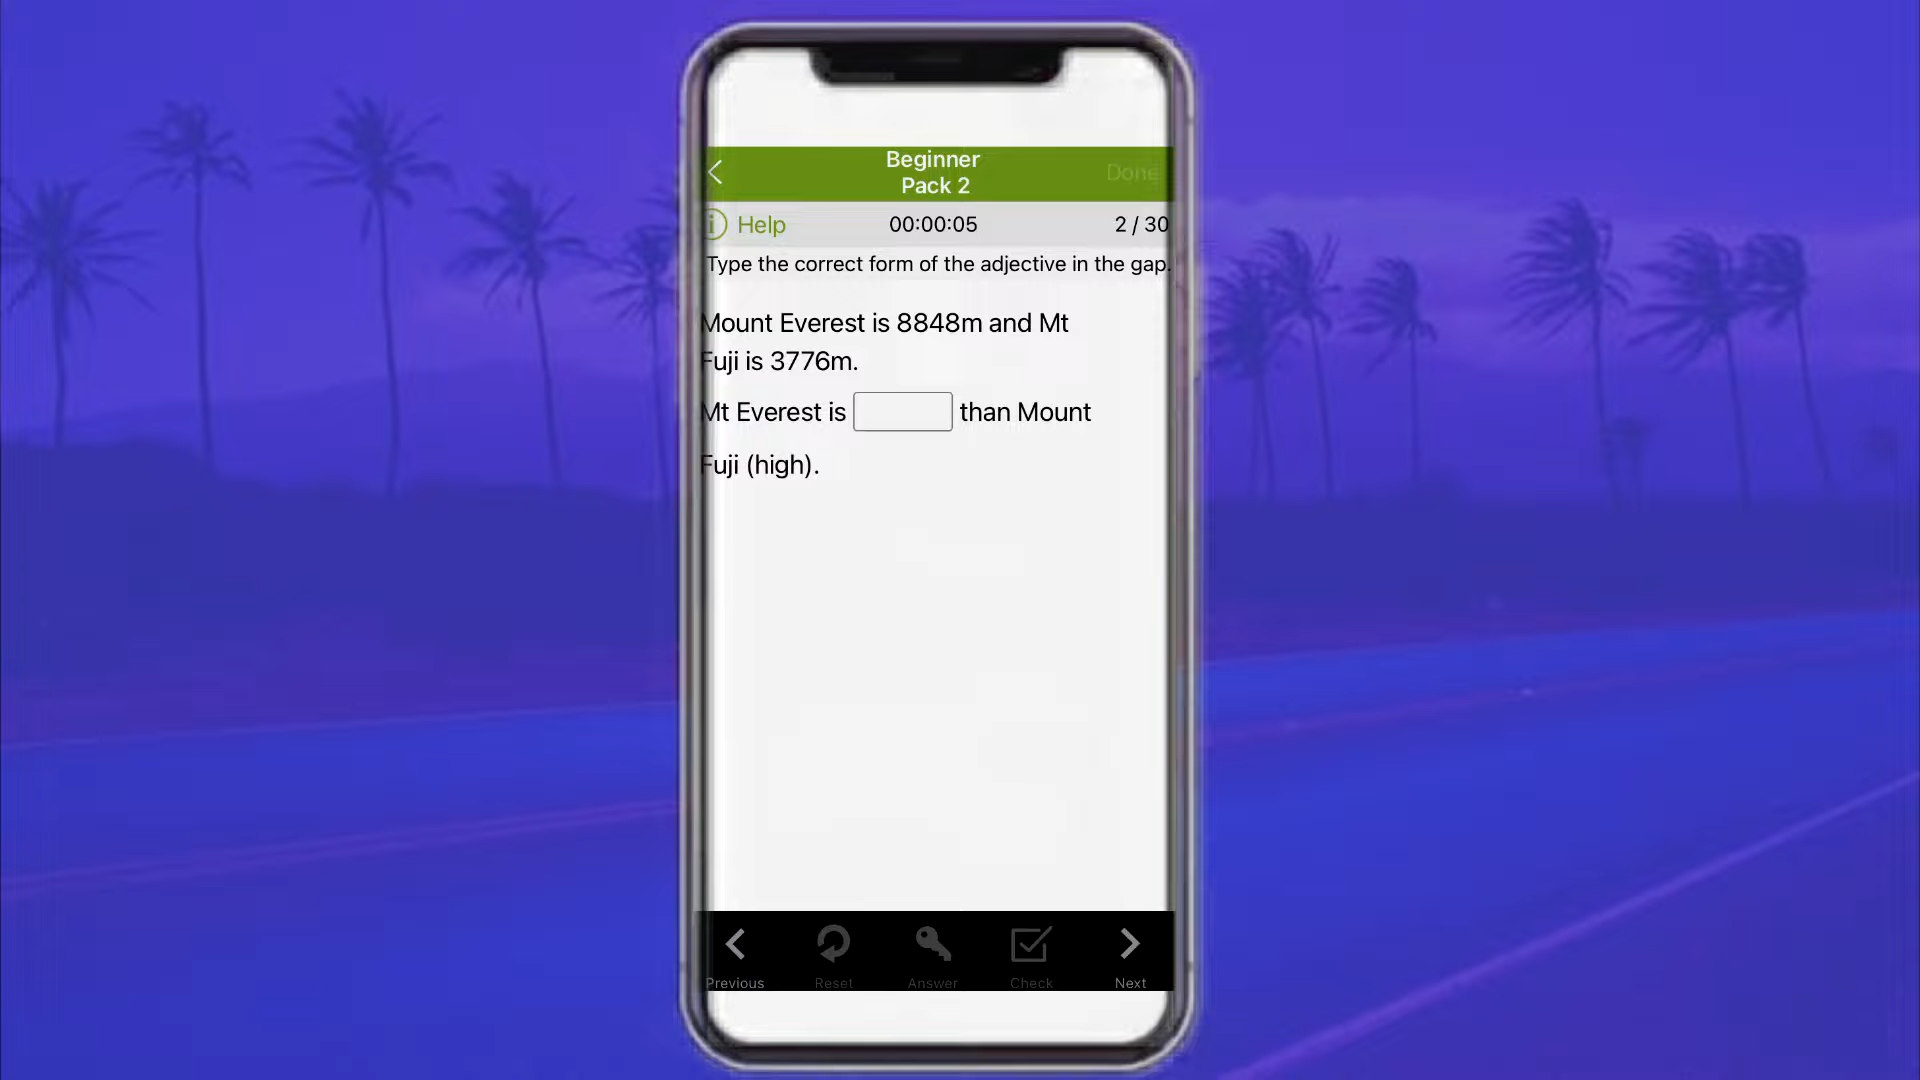 Beginner
Pack 2
Done
Help
00:00:05
2 / 30
Type the correct form of the adjective in the gap.
Mount Everest is 8848m and Mt
Fuji is 3776m.
Mt Everest is than Mount
Fuji (high).
Previous
Reset
Answer
Check
Next